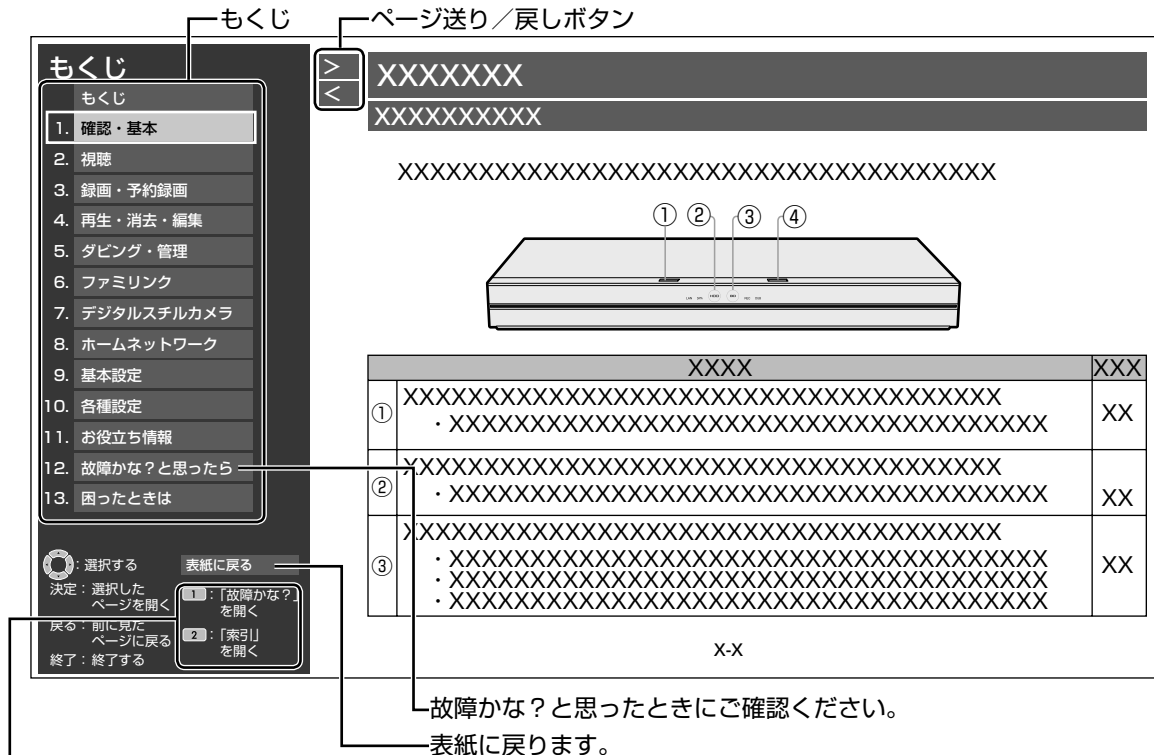 もくじ
ページ送り／戻しボタン
もくじ
もくじ
1. 確認・基本
2. 視聴
3. 録画・予約録画
4. 再生・消去・編集
5. ダビング・管理
6. ファミリンク
7. デジタルスチルカメラ
8. ホームネットワーク
9. 基本設定
10. 各種設定
11. お役立ち情報
12. 故障かな？と思ったら
13. 困ったときは
：選択する
決定：選択した
ページを開く
戻る：前に見た
ページに戻る
終了：終了する
表紙に戻る
1：「故障かな？」
を開く
2：「索引」
を開く
>
<
XXXXXXX
XXXXXXXXXX
XXXXXXXXXXXXXXXXXXXXXXXXXXXXXXXXXXXXX
① ② ③ ④
XXXX XXX
① XXXXXXXXXXXXXXXXXXXXXXXXXXXXXXXXXXXXX
・XXXXXXXXXXXXXXXXXXXXXXXXXXXXXXXXXXXXX
XX
② XXXXXXXXXXXXXXXXXXXXXXXXXXXXXXXXXXXXX
・XXXXXXXXXXXXXXXXXXXXXXXXXXXXXXXXXXXXX
XX
③ XXXXXXXXXXXXXXXXXXXXXXXXXXXXXXXXXXXXX
・XXXXXXXXXXXXXXXXXXXXXXXXXXXXXXXXXXXXX
・XXXXXXXXXXXXXXXXXXXXXXXXXXXXXXXXXXXXX
・XXXXXXXXXXXXXXXXXXXXXXXXXXXXXXXXXXXXX
XX
X-X
故障かな？と思ったときにご確認ください。
表紙に戻ります。